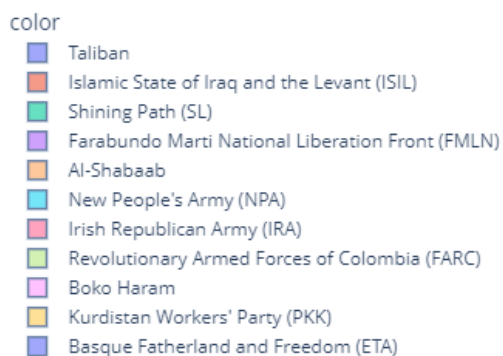 color
Taliban
Islamic State of Iraq and the Levant (ISIL)
Shining Path (SL)
Farabundo Marti National Liberation Front (FMLN)
Al-Shabaab
New People's Army (NPA)
Irish Republican Army (IRA)
Revolutionary Armed Forces of Colombia (FARC)
Boko Haram
Kurdistan Workers' Party (PKK)
Basque Fatherland and Freedom (ETA)